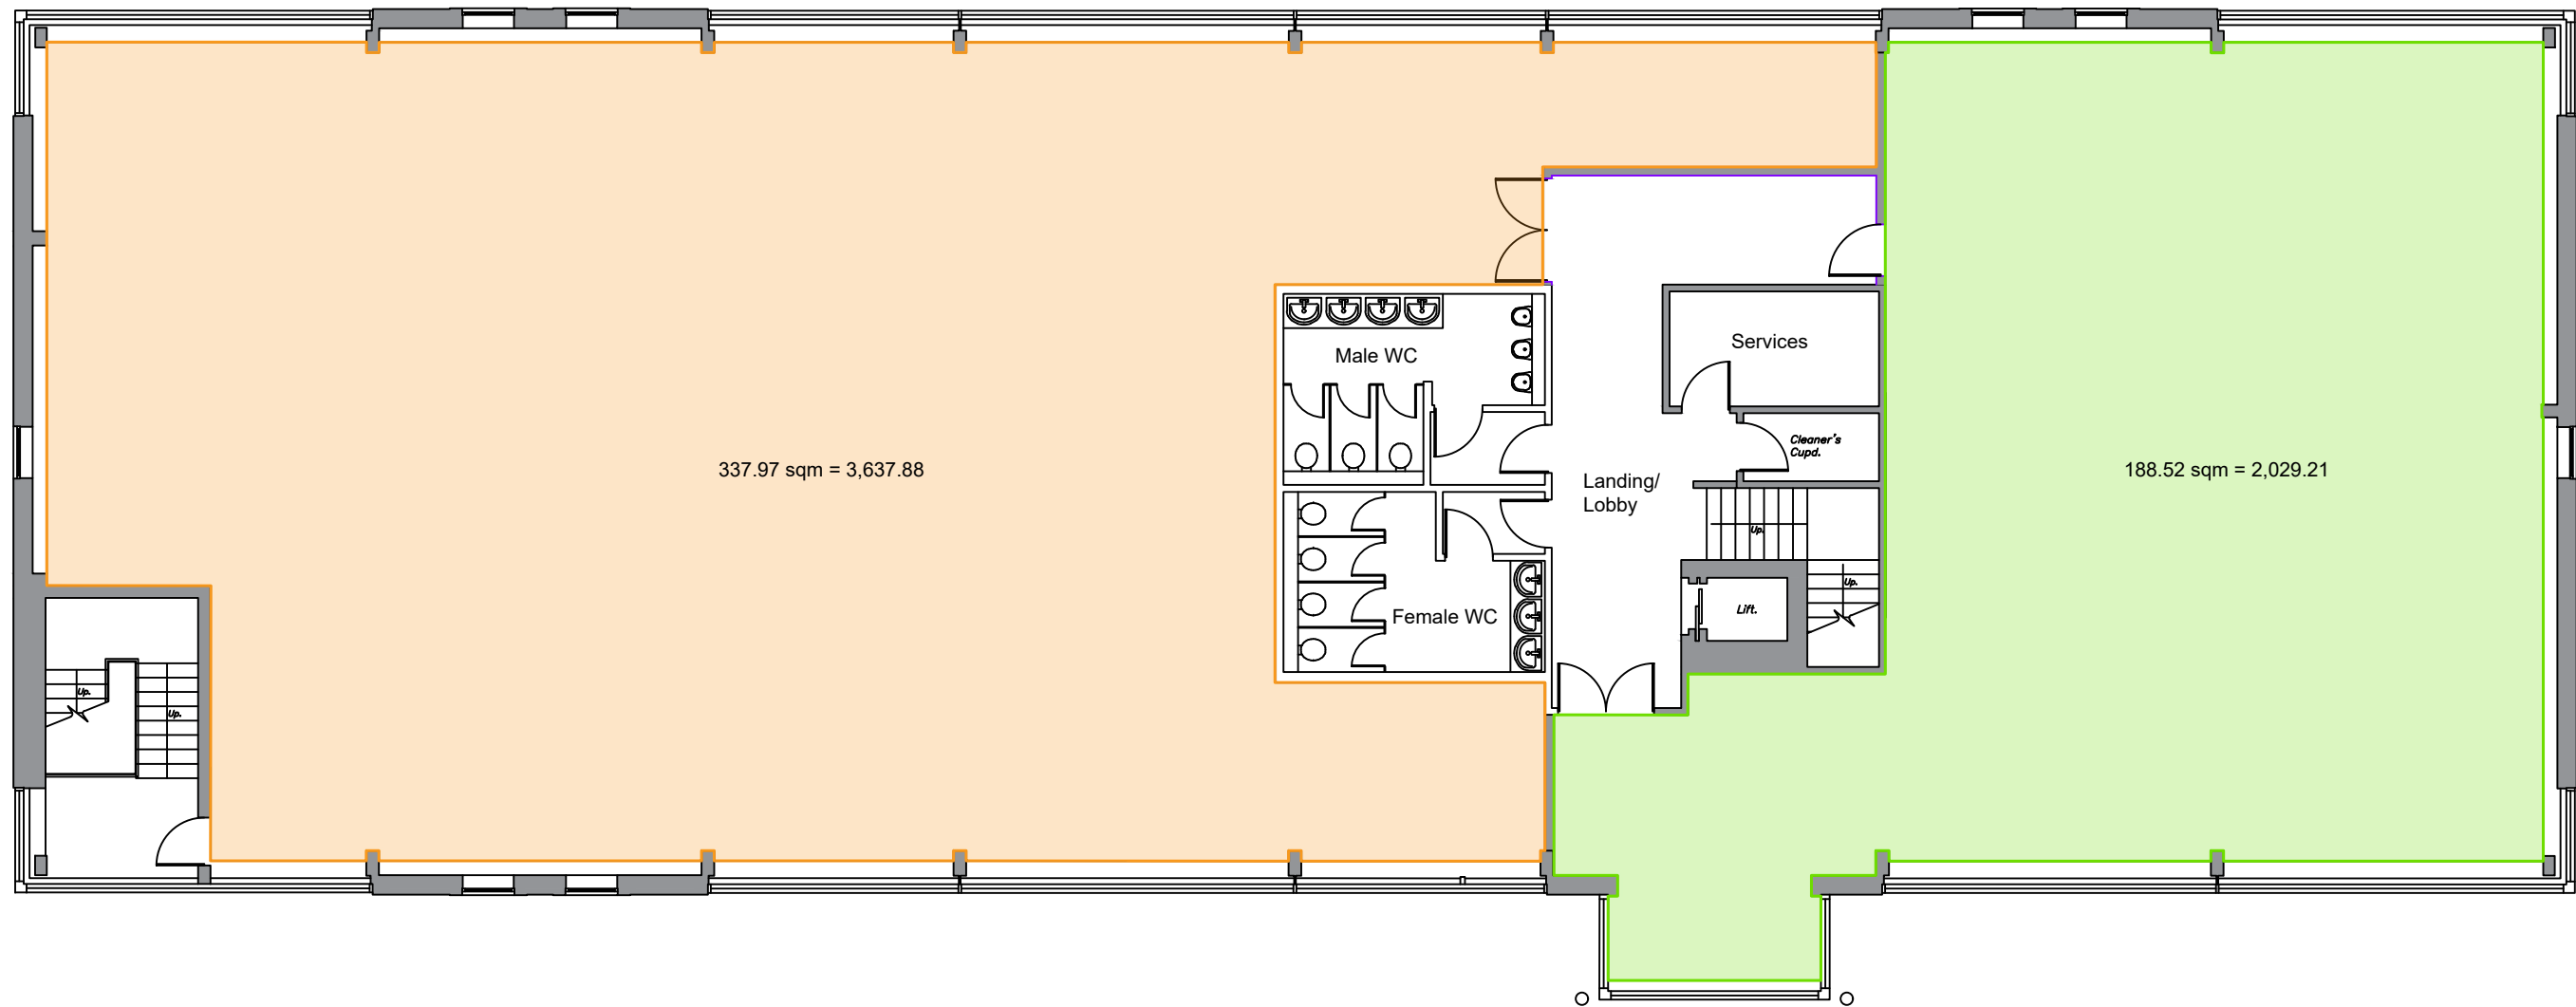 Male WC
Services
Cleaner's
Cupd.
337.97 sqm = 3,637.88
188.52 sqm = 2,029.21
Landing/
Lobby
Up.
Up.
Lift.
Female WC
Up.
Up.